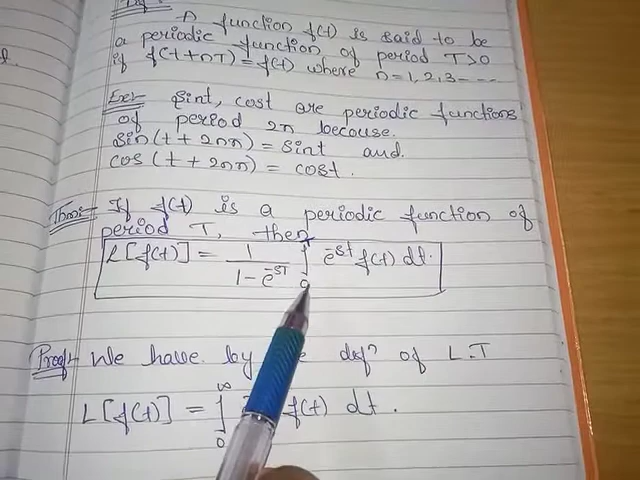 Def:-
A function f(t) is said to be
a periodic function of period T>0
if f(t+nT) = f(t) where n=1,2,3----
Ex:- Sint, cost are periodic functions
of period 2π becouse.
sin(t+2nπ) = sint and
cos(t+2nπ) = cost.
Thm:- If f(t) is a periodic function of
period T, then
L[f(t)] = 1/(1-e^-ST) ∫_0^T e^-st f(t) dt.
Proof:- We have by def? of L.T
L[f(t)] = ∫_0^∞ f(t) dt.